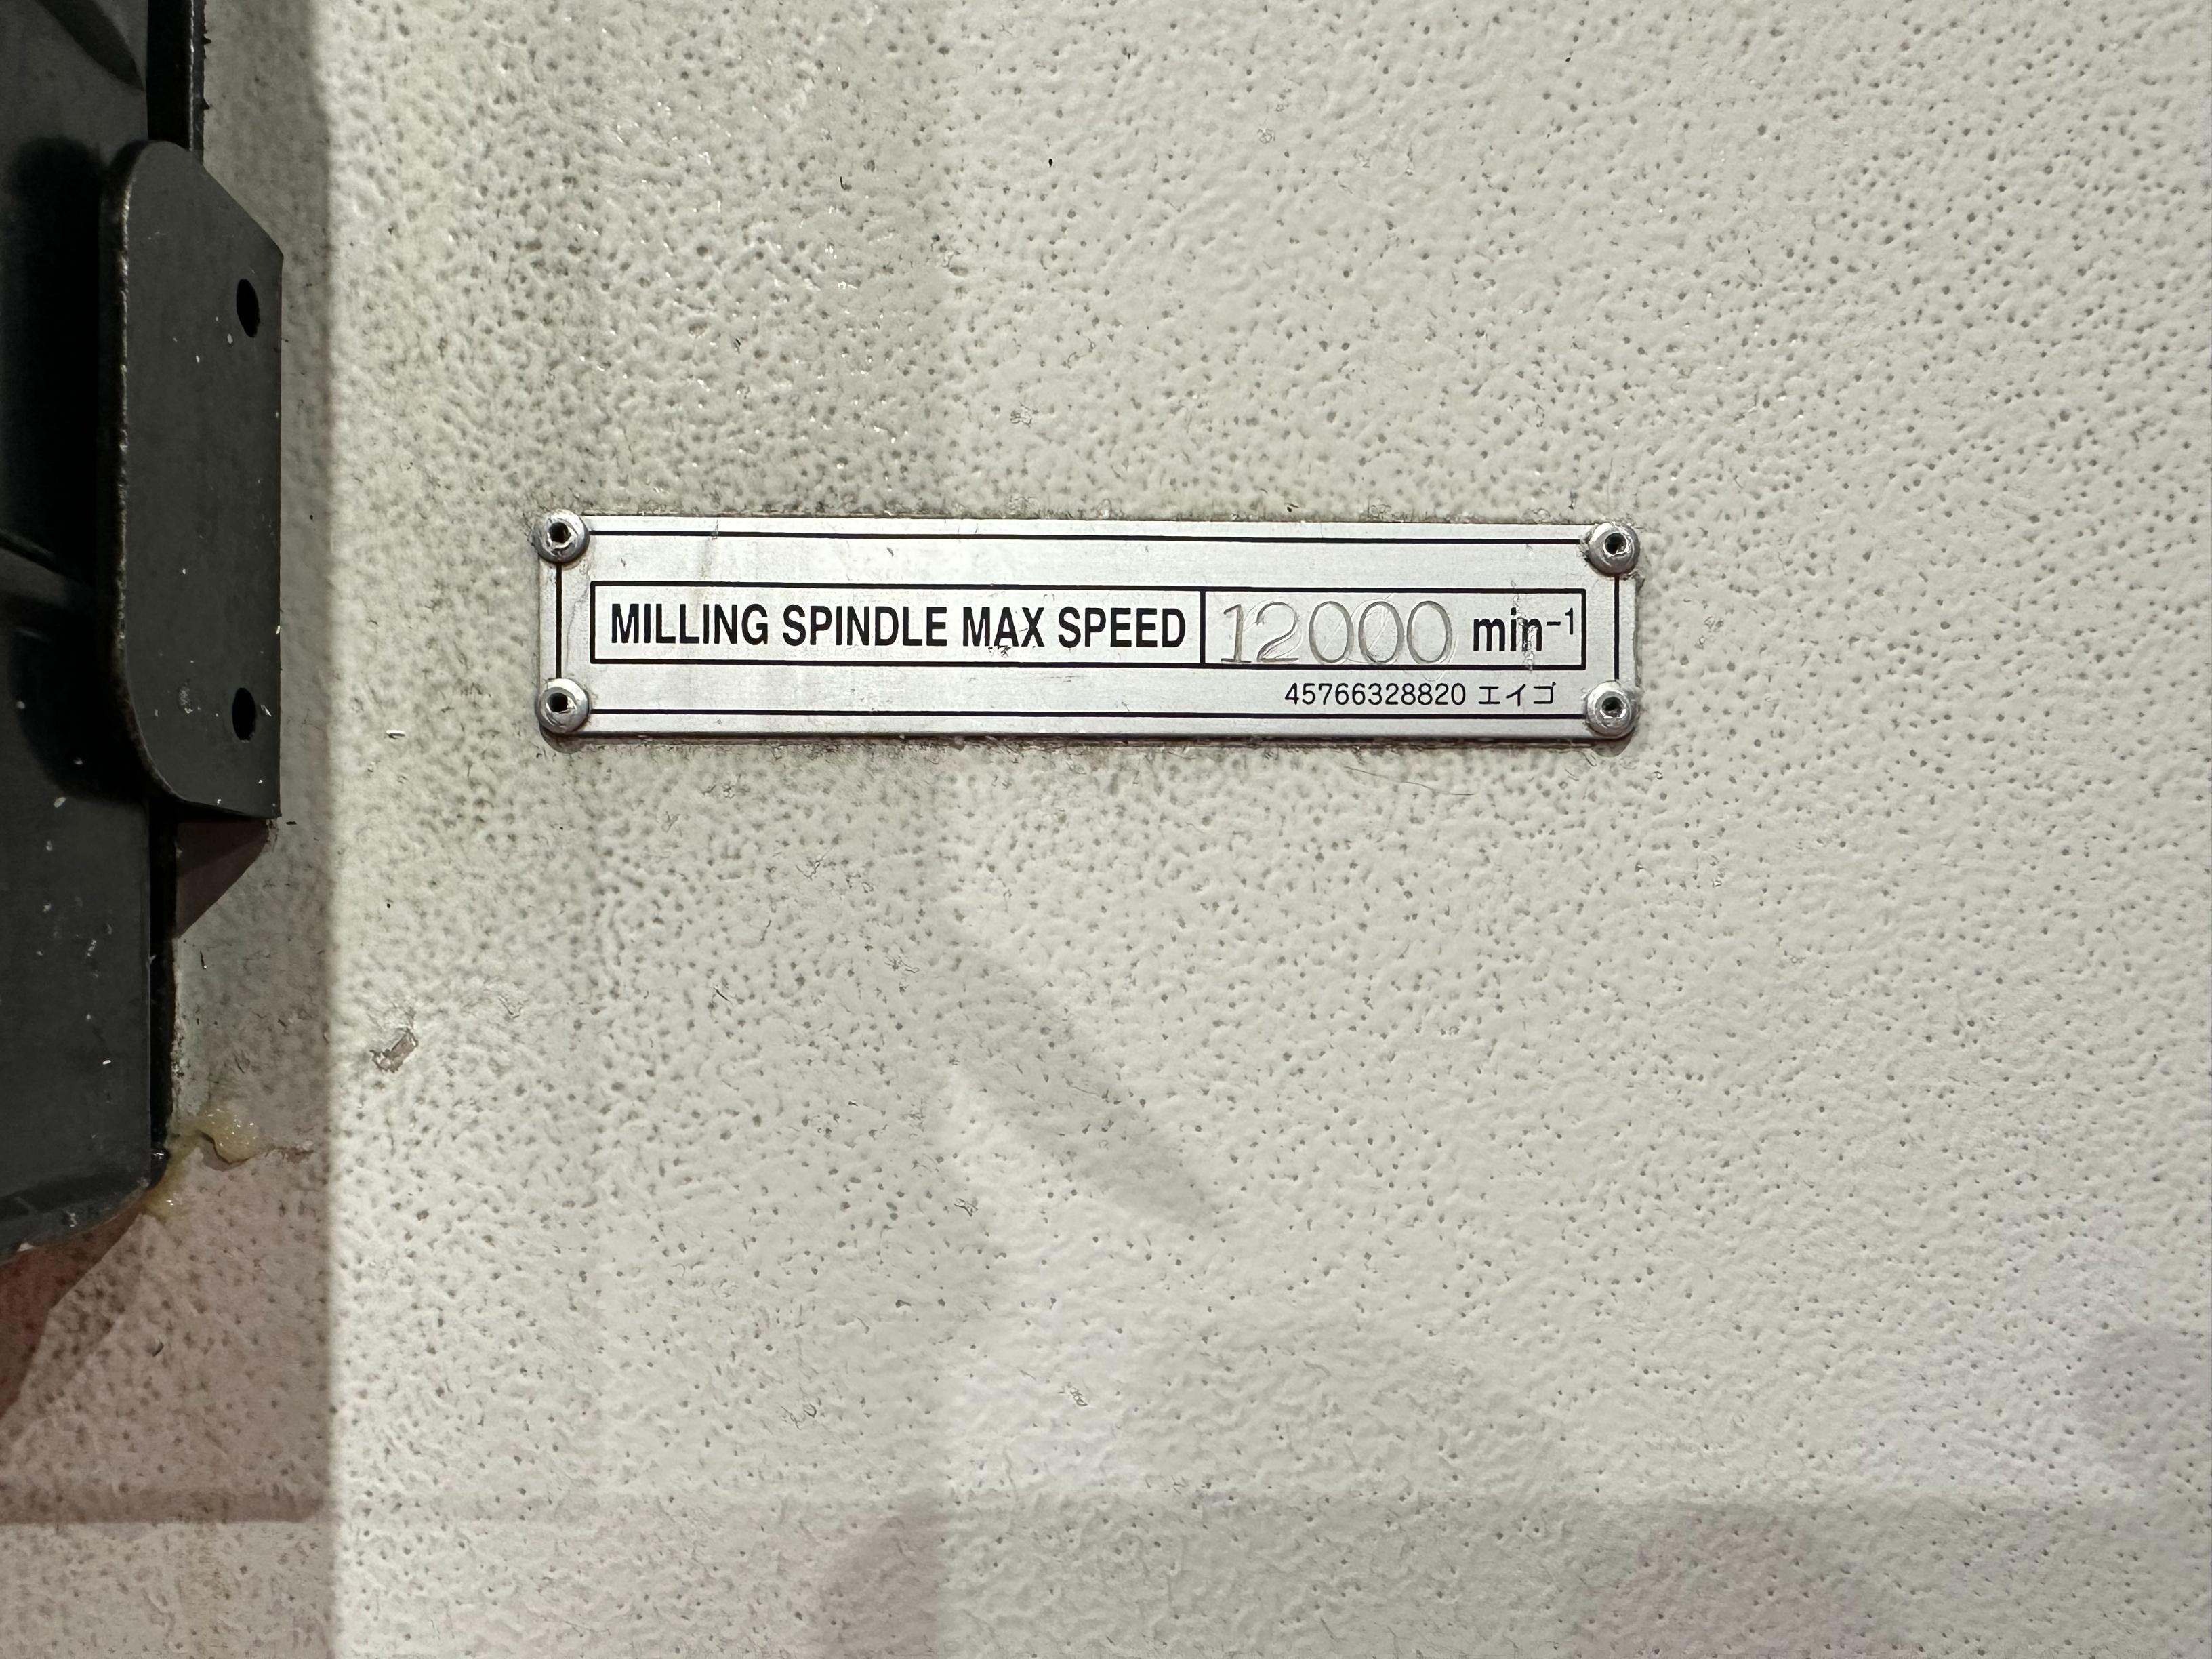 MILLING SPINDLE MAX SPEED 12000 min⁻¹
45766328820 エイゴ